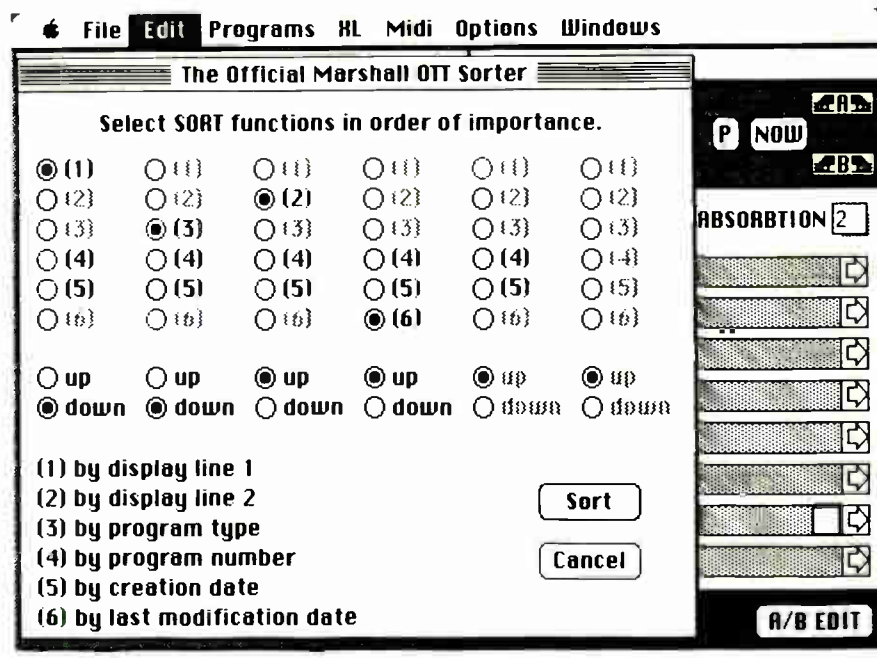 File Edit Programs XL Midi Options Windows
The Official Marshall OTT Sorter
Select SORT functions in order of importance.
(1) (1) (1) (1) (1) (1)
(2) (2) (2) (2) (2) (2)
(3) (3) (3) (3) (3) (3)
(4) (4) (4) (4) (4) (4)
(5) (5) (5) (5) (5) (5)
(6) (6) (6) (6) (6) (6)
up up up up up up
down down down down down down
(1) by display line 1
(2) by display line 2
(3) by program type
(4) by program number
(5) by creation date
(6) by last modification date
Sort
Cancel
A
P NOW
B
ABSORBTION 2
A/B EDIT